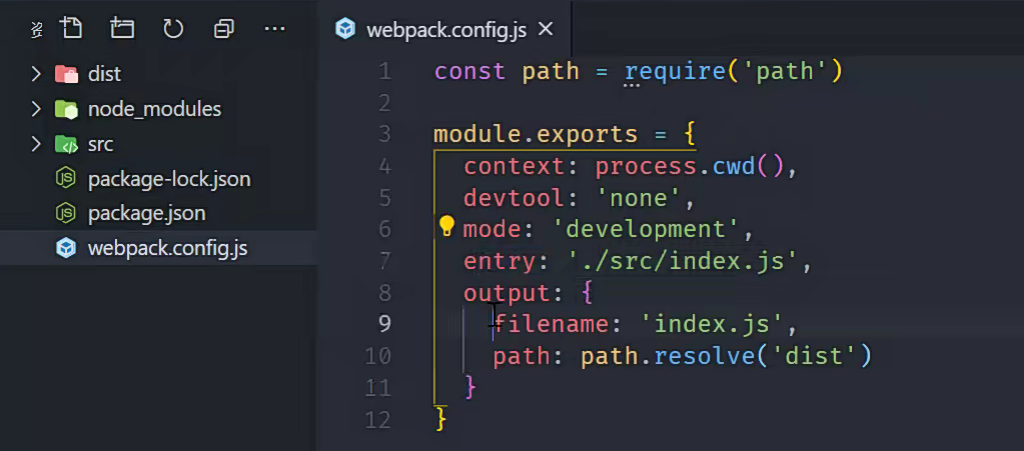 webpack.config.js
dist
node_modules
src
package-lock.json
package.json
webpack.config.js
1 const path = require('path')
2
3 module.exports = {
4 context: process.cwd(),
5 devtool: 'none',
6 mode: 'development',
7 entry: './src/index.js',
8 output: {
9 filename: 'index.js',
10 path: path.resolve('dist')
11 }
12 }